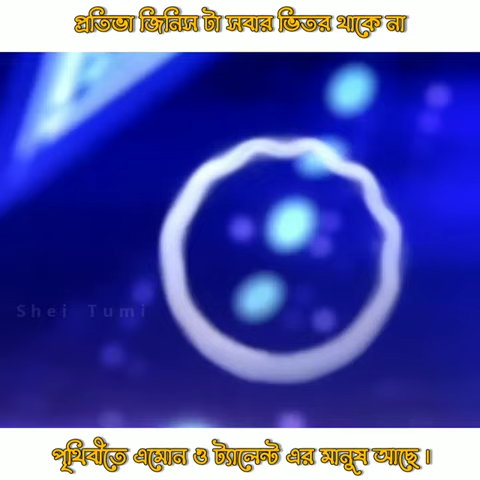 প্রতিভা জিনিস টা সবার ভিতর থাকে না
Shei Tumi
পৃথিবীতে এমোন ও ট্যালেন্ট এর মানুষ আছে।